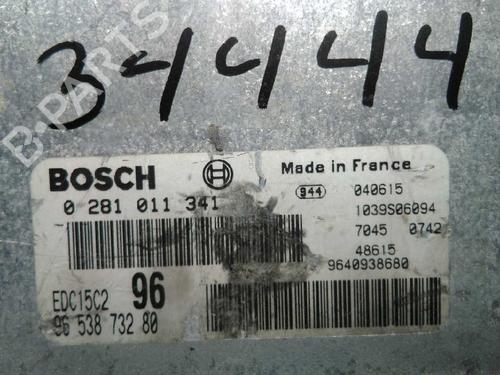 34444
B-PARTS
BOSCH
Made in France
0 281 011 341
944 040615
1039S06094
7045 0742
48615
9640938680
EDC15C2 96
96 538 732 80